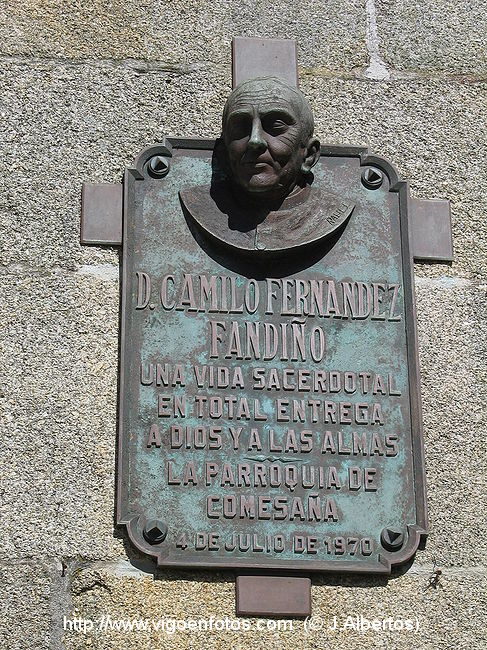 D. CAMILO FERNANDEZ
FANDIÑO
UNA VIDA SACERDOTAL
EN TOTAL ENTREGA
A DIOS Y A LAS ALMAS
LA PARROQUIA DE
COMESAÑA
4 DE JULIO DE 1970
http://www.vigoenfotos.com (© J.Albertos)